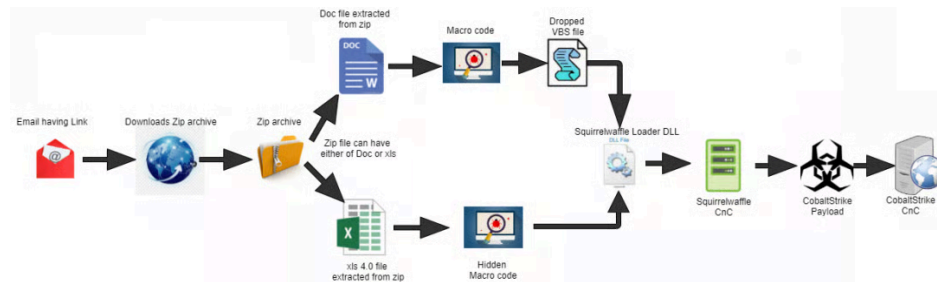 Doc file extracted
from zip
DOC
W
Macro code
Dropped
VBS file
Email having Link
@
Downloads Zip archive
Zip archive
Zip file can have
either of Doc or xls
Squirrelwaffle Loader DLL
DLL File
Squirrelwaffle
CnC
CobaltStrike
Payload
CobaltStrike
CnC
X
xls 4.0 file
extracted from zip
Hidden
Macro code